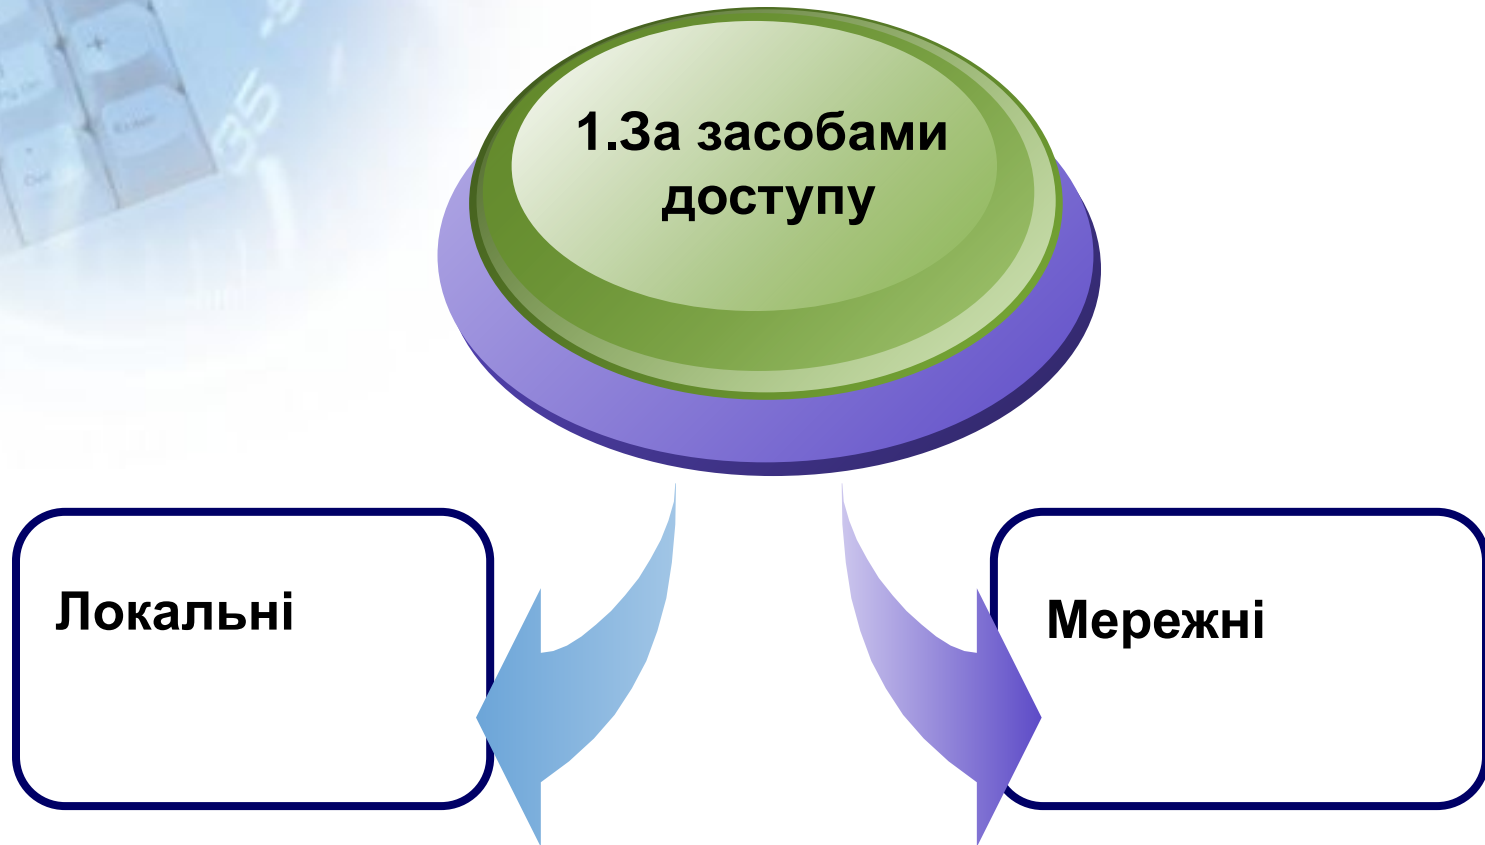 1.За засобами
доступу
Локальні
Мережні